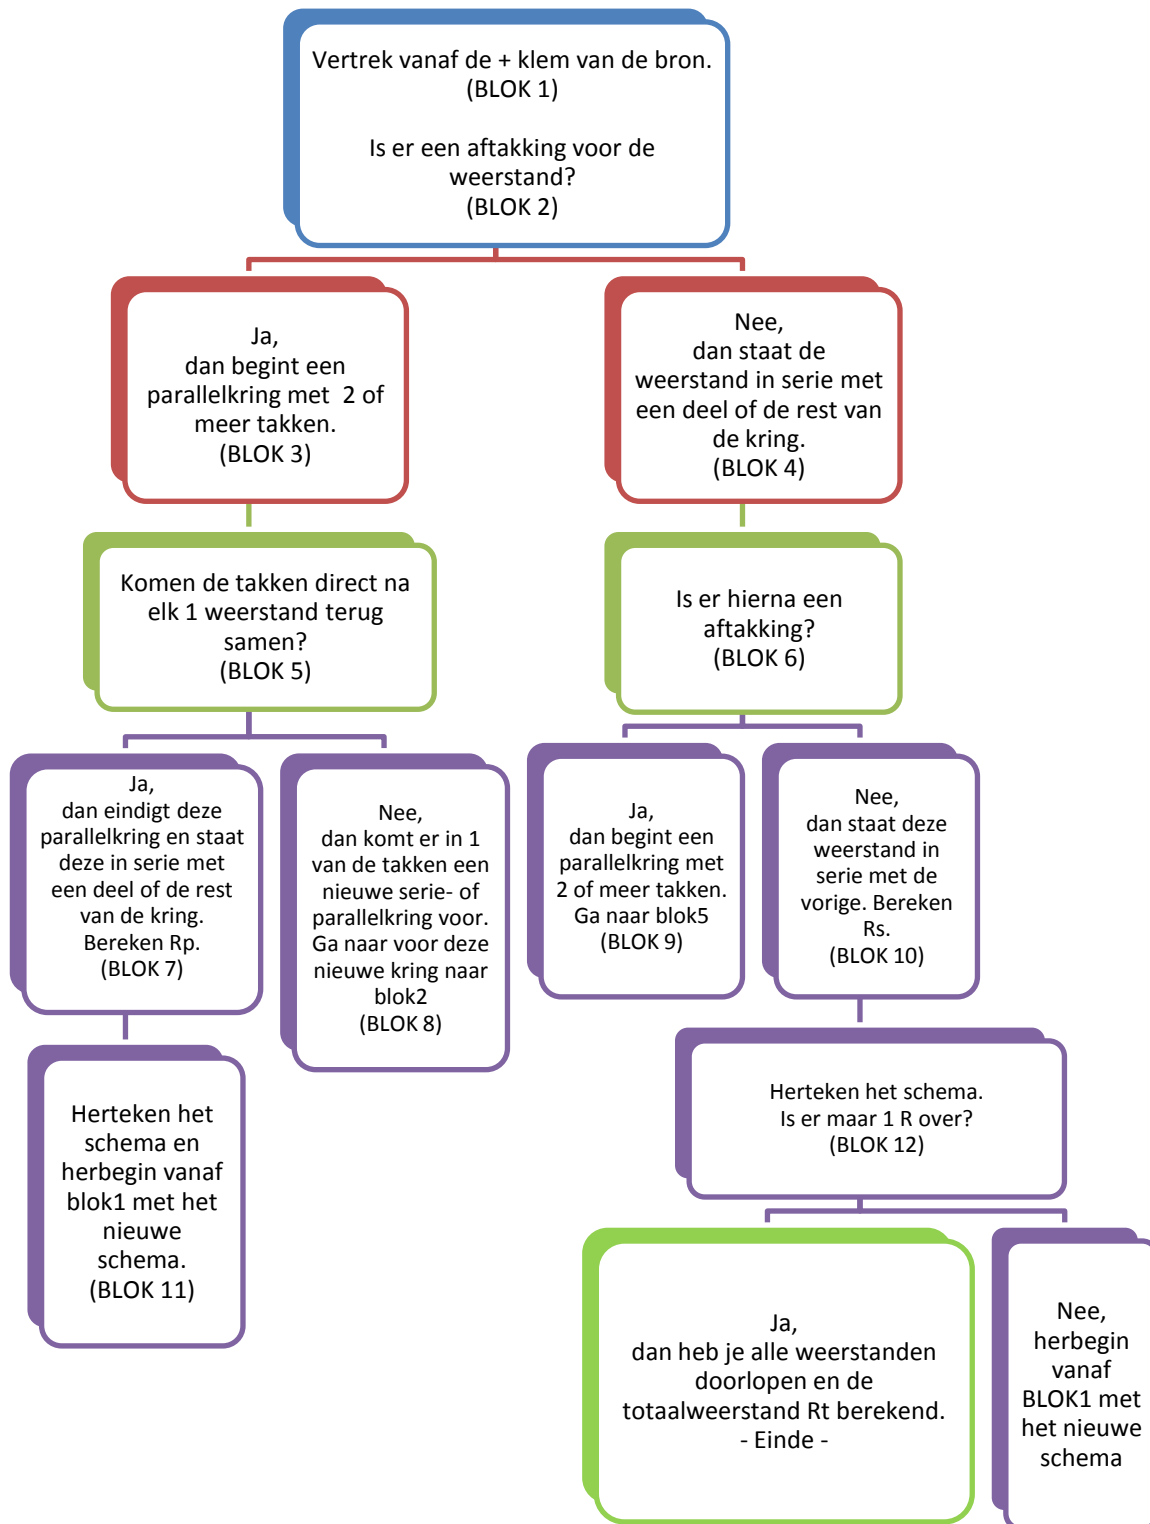 Vertrek vanaf de + klem van de bron.
(BLOK 1)
Is er een aftakking voor de
weerstand?
(BLOK 2)
Ja,
dan begint een
parallelkring met  2 of
meer takken.
(BLOK 3)
Nee,
dan staat de
weerstand in serie met
een deel of de rest van
de kring.
(BLOK 4)
Komen de takken direct na
elk 1 weerstand terug
samen?
(BLOK 5)
Is er hierna een
aftakking?
(BLOK 6)
Ja,
dan eindigt deze
parallelkring en staat
deze in serie met
een deel of de rest
van de kring.
Bereken Rp.
(BLOK 7)
Nee,
dan komt er in 1
van de takken een
nieuwe serie- of
parallelkring voor.
Ga naar voor deze
nieuwe kring naar
blok2
(BLOK 8)
Ja,
dan begint een
parallelkring met
2 of meer takken.
Ga naar blok5
(BLOK 9)
Nee,
dan staat deze
weerstand in
serie met de
vorige. Bereken
Rs.
(BLOK 10)
Herteken het
schema en
herbegin vanaf
blok1 met het
nieuwe
schema.
(BLOK 11)
Herteken het schema.
Is er maar 1 R over?
(BLOK 12)
Ja,
dan heb je alle weerstanden
doorlopen en de
totaalweerstand Rt berekend.
- Einde -
Nee,
herbegin
vanaf
BLOK1 met
het nieuwe
schema